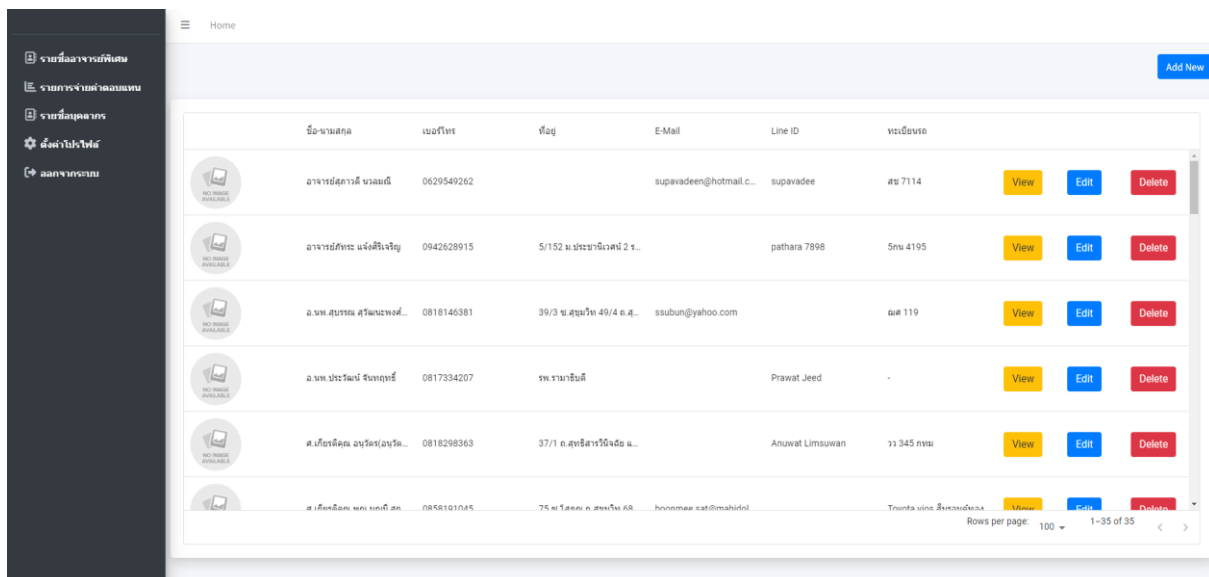 Home
รายชื่ออาจารย์พิเศษ
รายการจ่ายค่าตอบแทน
รายชื่อบุคลากร
ตั้งค่าโปรไฟล์
ออกจากระบบ
Add New
ชื่อ-นามสกุล เบอร์โทร ที่อยู่ E-Mail Line ID ทะเบียนรถ
NO IMAGE AVAILABLE อาจารย์สุภาวดี นวลมณี 0629549262 supavadeen@hotmail.c... supavadee สช 7114 View Edit Delete
NO IMAGE AVAILABLE อาจารย์ภัทระ แจ้งศิริเจริญ 0942628915 5/152 ม.ประชานิเวศน์ 2 ร... pathara 7898 5กน 4195 View Edit Delete
NO IMAGE AVAILABLE อ.นพ.สุบรรณ สุวัฒนะพงศ์... 0818146381 39/3 ซ.สุขุมวิท 49/4 ถ.สุ... ssubun@yahoo.com 119 View Edit Delete
NO IMAGE AVAILABLE อ.นพ.ประวัฒน์ จันทฤทธิ์ 0817334207 รพ.รามาธิบดี Prawat Jeed - View Edit Delete
NO IMAGE AVAILABLE ศ.เกียรติคุณ อนุวัตร(อนุวัต... 0818298363 37/1 ถ.สุทธิสารวินิจฉัย แ... Anuwat Limsuwan วว 345 กทม View Edit Delete
0858191045 boonmee.sat@mahidol View Edit Delete
Rows per page: 100 1–35 of 35